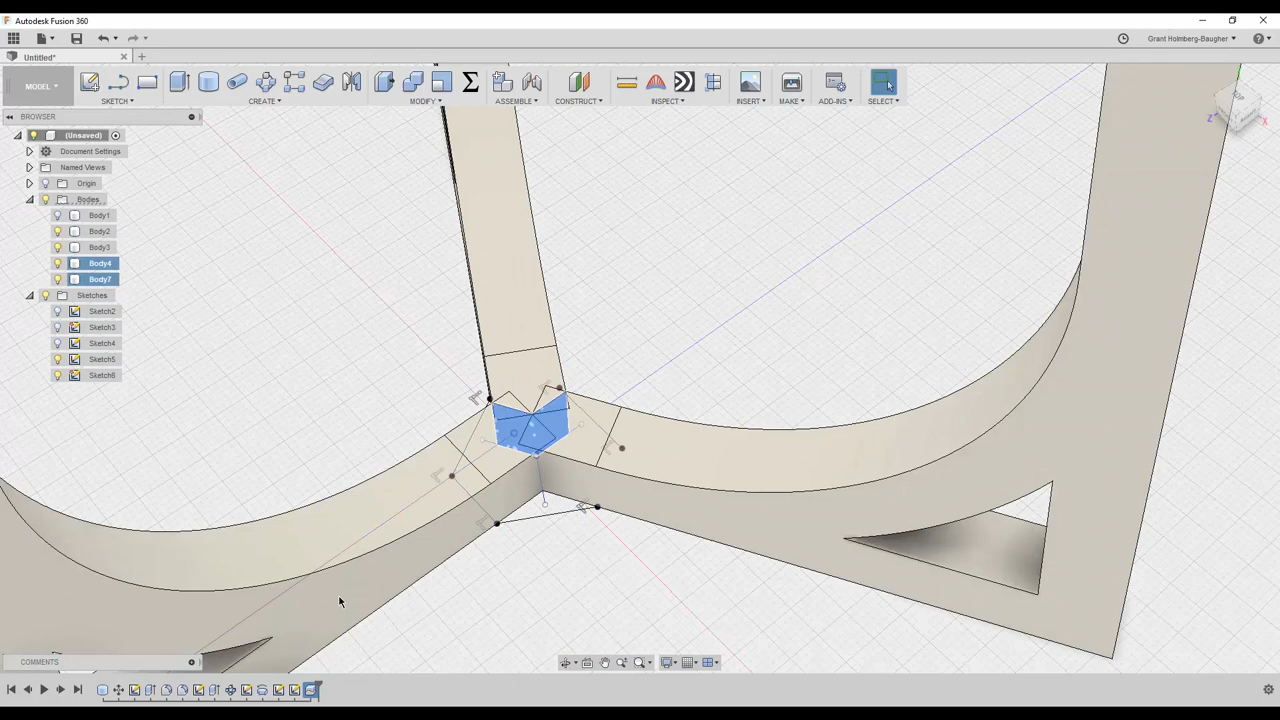 Autodesk Fusion 360
Grant Holmberg-Baugher
Untitled*
MODEL
SKETCH
CREATE
MODIFY
ASSEMBLE
CONSTRUCT
INSPECT
INSERT
MAKE
ADD-INS
SELECT
BROWSER
(Unsaved)
Document Settings
Named Views
Origin
Bodies
Body1
Body2
Body3
Body4
Body7
Sketches
Sketch2
Sketch3
Sketch4
Sketch5
Sketch6
Z
X
COMMENTS